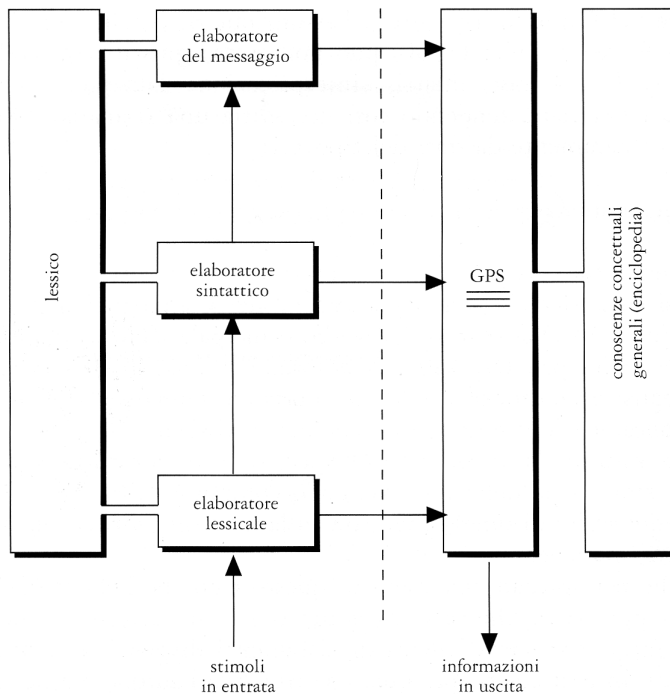 elaboratore
del messaggio
lessico
elaboratore
sintattico
GPS
conoscenze concettuali
generali (enciclopedia)
elaboratore
lessicale
stimoli
in entrata
informazioni
in uscita